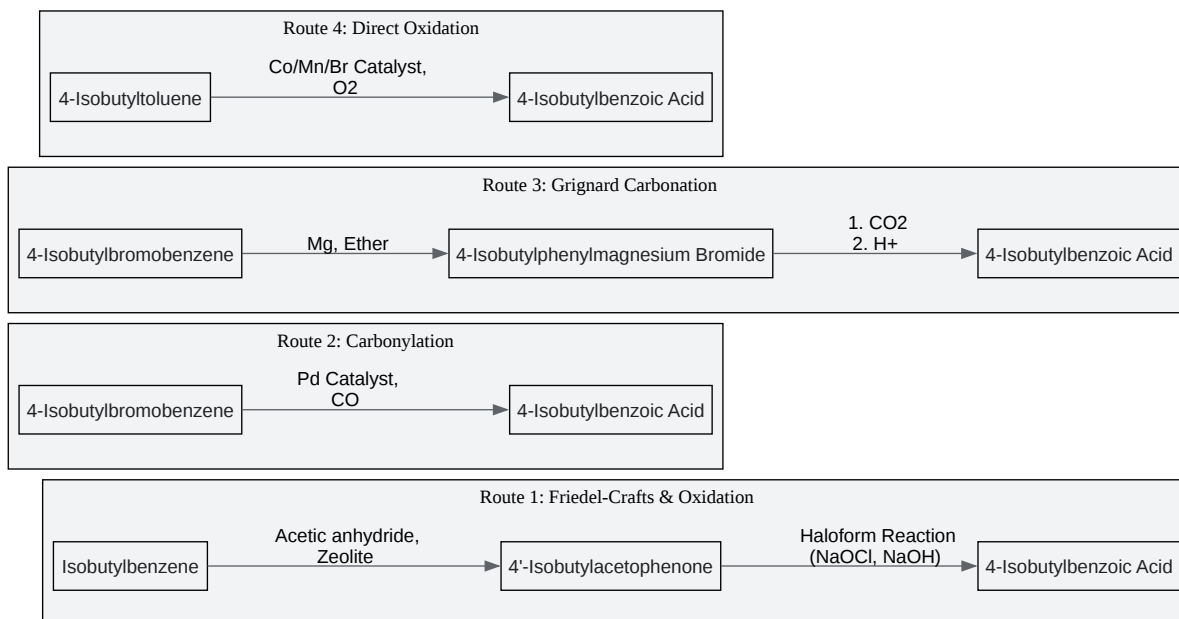 Route 4: Direct Oxidation
4-Isobutyltoluene
Co/Mn/Br Catalyst,
O2
4-Isobutylbenzoic Acid
Route 3: Grignard Carbonation
4-Isobutylbromobenzene
Mg, Ether
4-Isobutylphenylmagnesium Bromide
1. CO2
2. H+
4-Isobutylbenzoic Acid
Route 2: Carbonylation
4-Isobutylbromobenzene
Pd Catalyst,
CO
4-Isobutylbenzoic Acid
Route 1: Friedel-Crafts & Oxidation
Isobutylbenzene
Acetic anhydride,
Zeolite
4'-Isobutylacetophenone
Haloform Reaction
(NaOCl, NaOH)
4-Isobutylbenzoic Acid